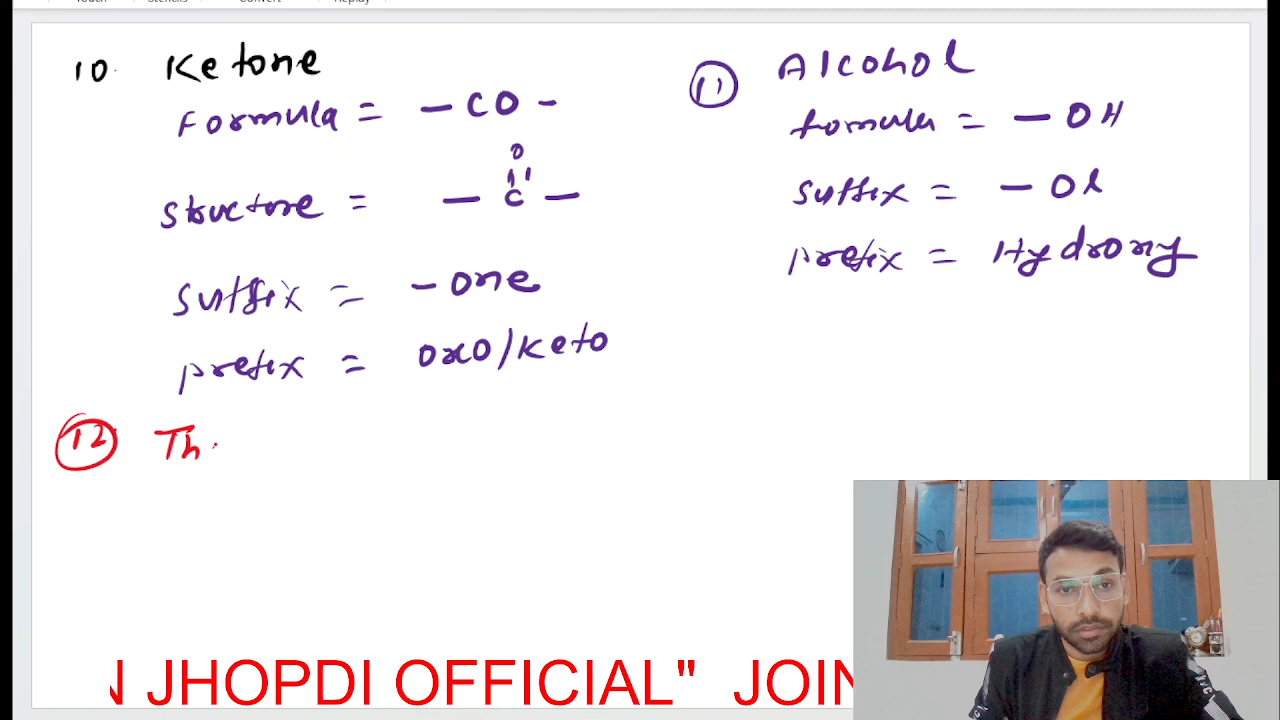 10. Ketone
Formula = - CO -
O
Structure = - C -
suffix = - one
prefix = oxo/keto
11 Alcohol
formula = - OH
suffix = - Ol
prefix = Hydroxy
12 Th
N JHOPDI OFFICIAL" JOIN